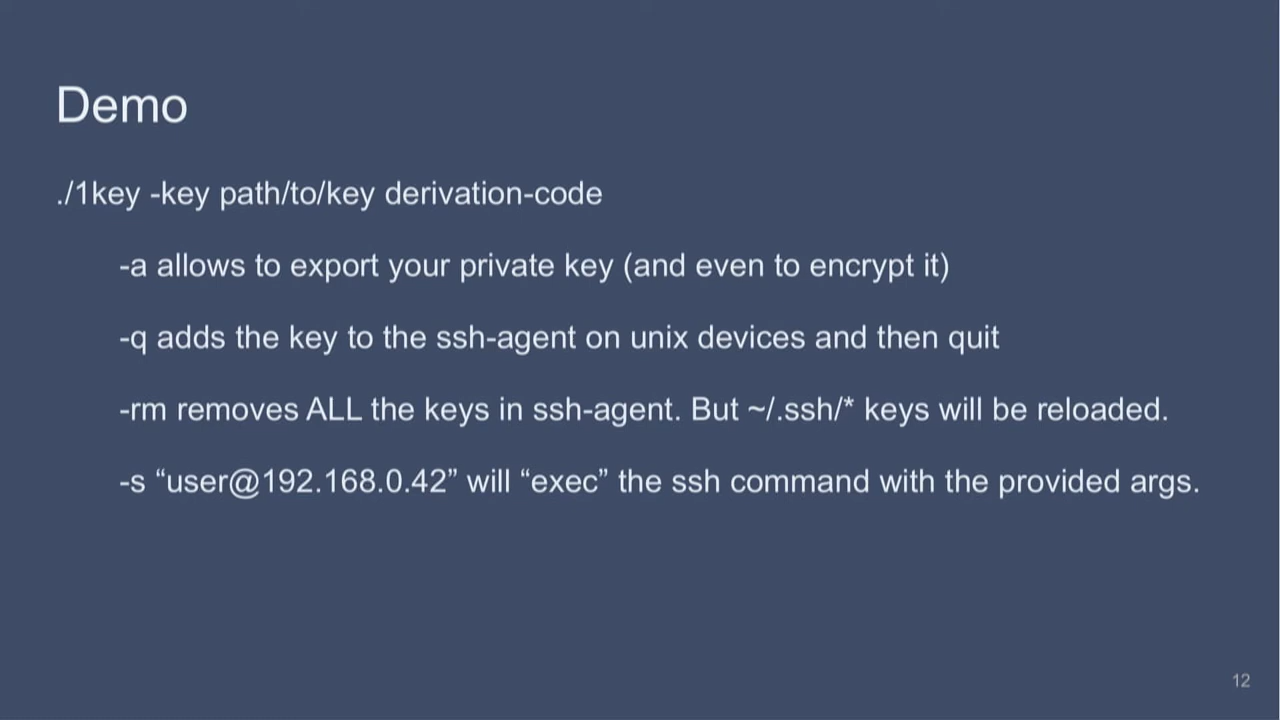 Demo
./1key -key path/to/key derivation-code
-a allows to export your private key (and even to encrypt it)
-q adds the key to the ssh-agent on unix devices and then quit
-rm removes ALL the keys in ssh-agent. But ~/.ssh/* keys will be reloaded.
-s “user@192.168.0.42” will “exec” the ssh command with the provided args.
12